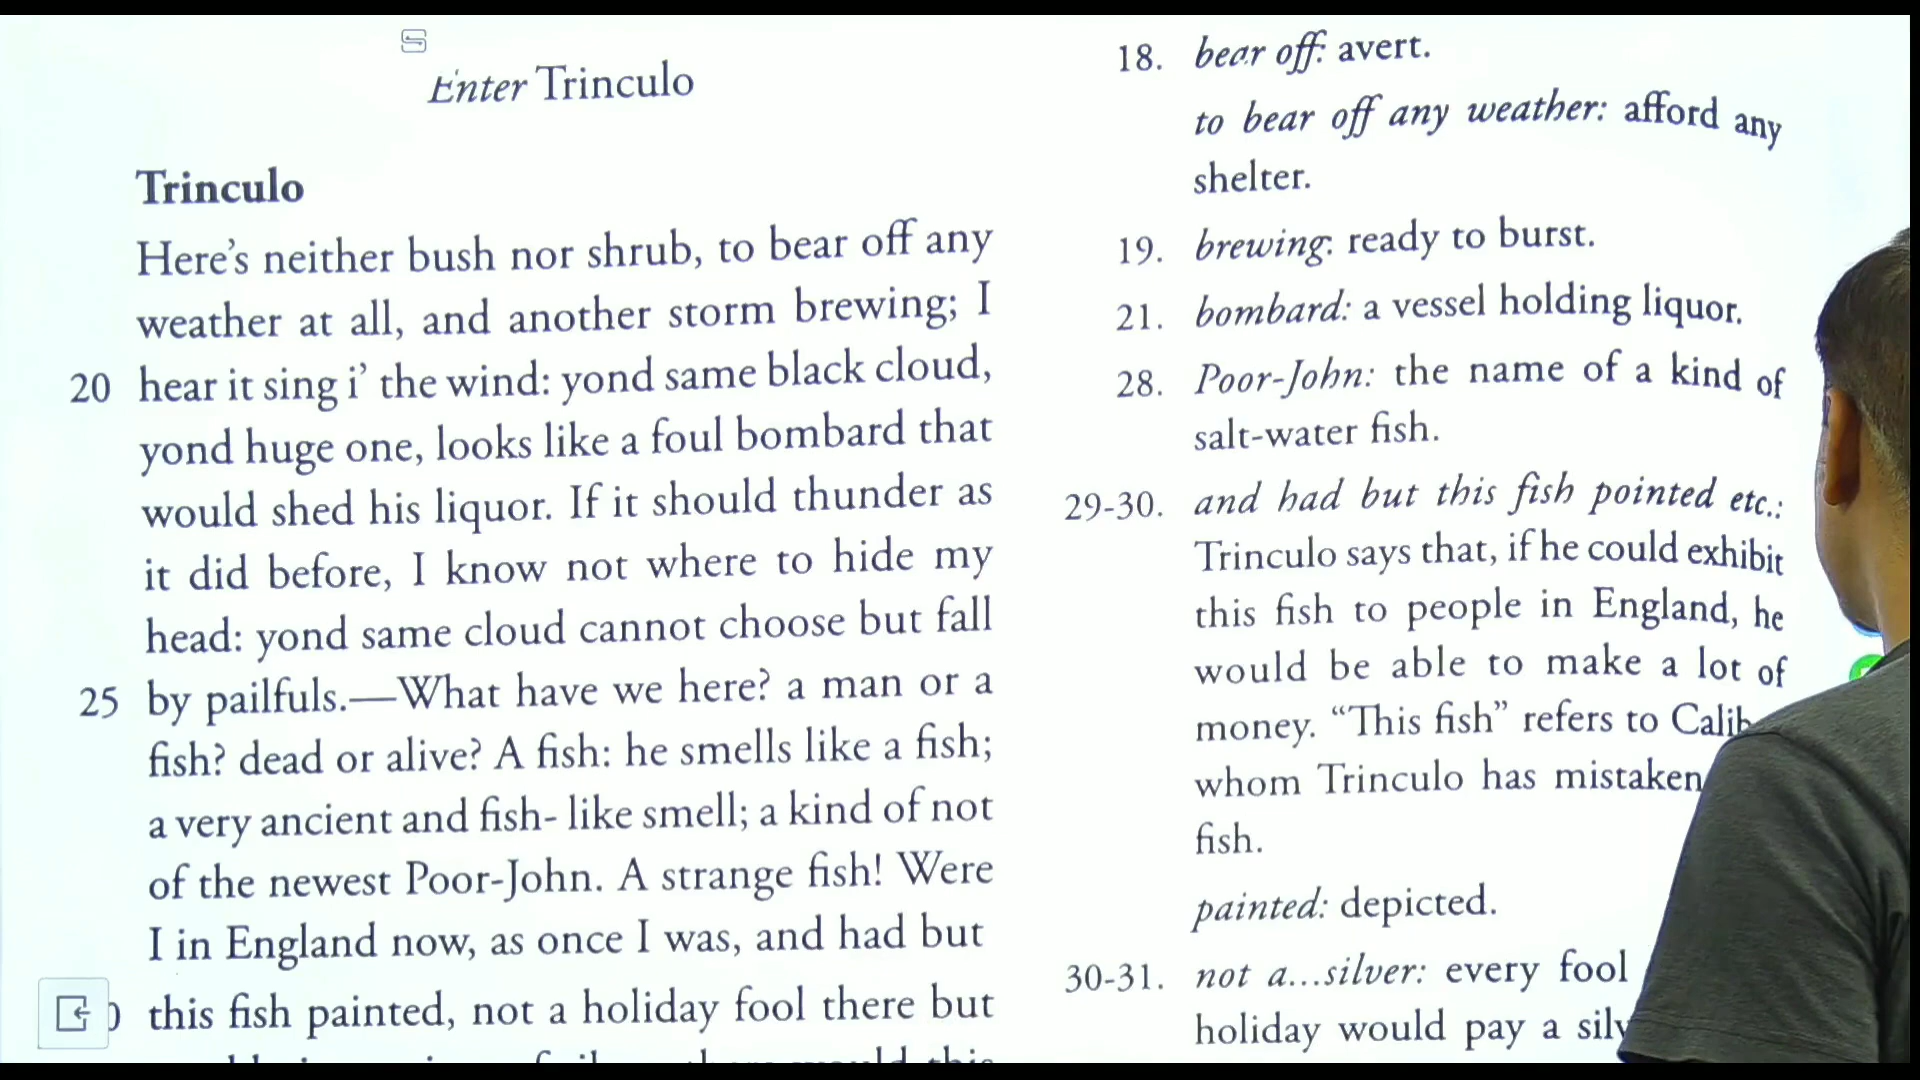 Enter Trinculo
Trinculo
Here's neither bush nor shrub, to bear off any
weather at all, and another storm brewing; I
20 hear it sing i' the wind: yond same black cloud,
yond huge one, looks like a foul bombard that
would shed his liquor. If it should thunder as
it did before, I know not where to hide my
head: yond same cloud cannot choose but fall
25 by pailfuls.—What have we here? a man or a
fish? dead or alive? A fish: he smells like a fish;
a very ancient and fish- like smell; a kind of not
of the newest Poor-John. A strange fish! Were
I in England now, as once I was, and had but
this fish painted, not a holiday fool there but
18. bear off: avert.
to bear off any weather: afford any
shelter.
19. brewing: ready to burst.
21. bombard: a vessel holding liquor.
28. Poor-John: the name of a kind of
salt-water fish.
29-30. and had but this fish pointed etc.:
Trinculo says that, if he could exhibit
this fish to people in England, he
would be able to make a lot of
money. "This fish" refers to
whom Trinculo has mistaken
fish.
painted: depicted.
30-31. not a...silver: every fool
holiday would pay a